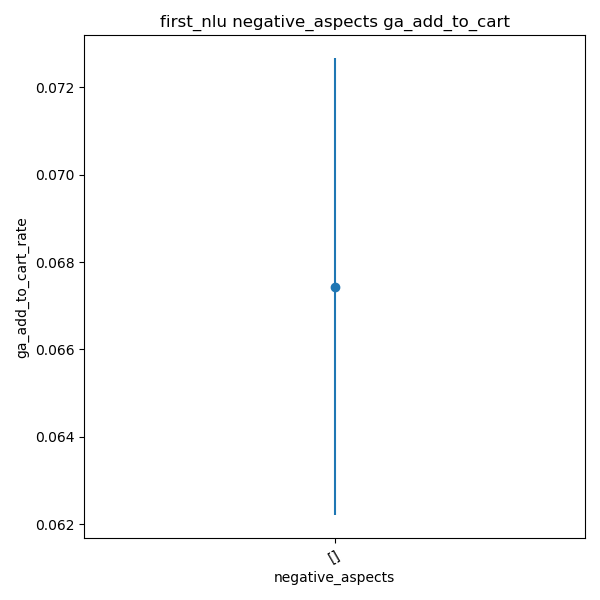 first_nlu negative_aspects ga_add_to_cart
0.072
0.070
0.068
0.066
0.064
0.062
ga_add_to_cart_rate
[]
negative_aspects